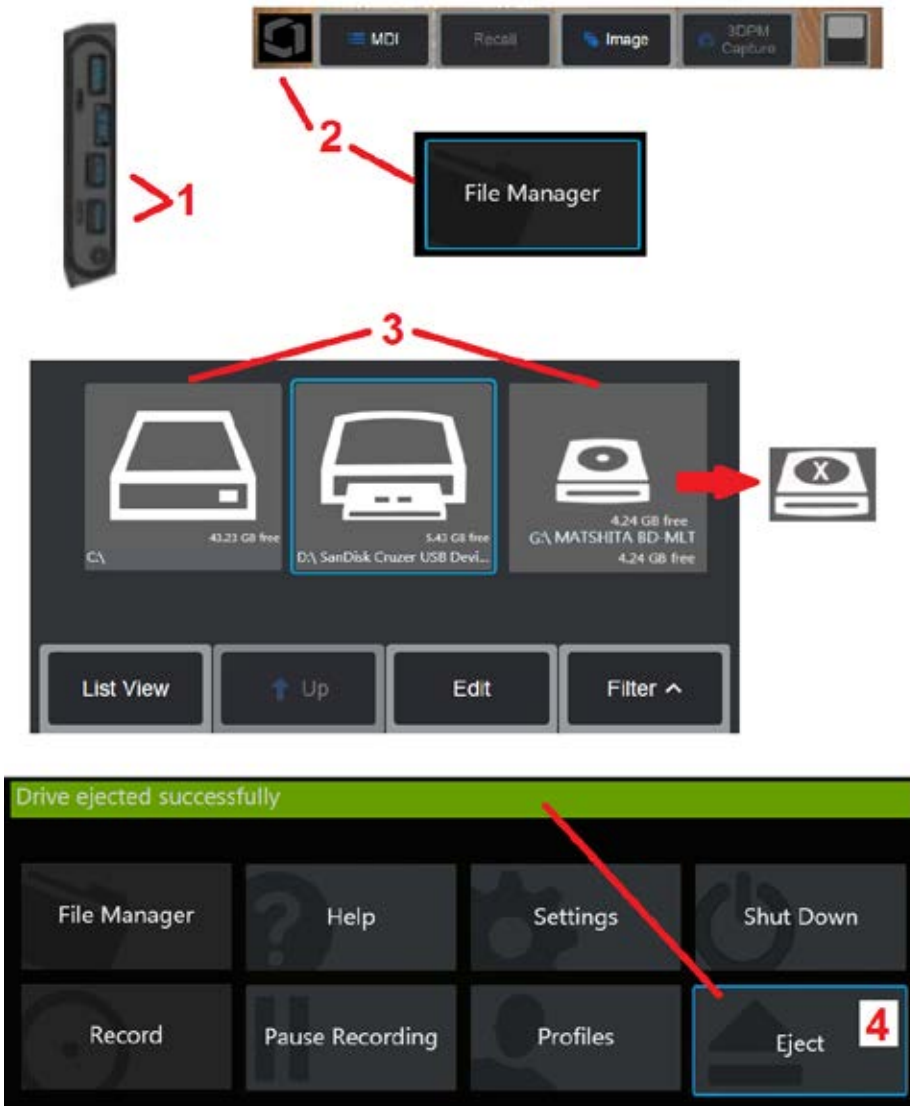 MDI
Recall
Image
3DPM
Capture
2
File Manager
1
3
X
43.23 GB free
C:\
5.43 GB free
D:\ SanDisk Cruzer USB Devi...
4.24 GB free
G:\ MATSHITA BD-MLT
4.24 GB free
List View
Up
Edit
Filter
Drive ejected successfully
File Manager
Help
Settings
Shut Down
Record
Pause Recording
Profiles
Eject
4